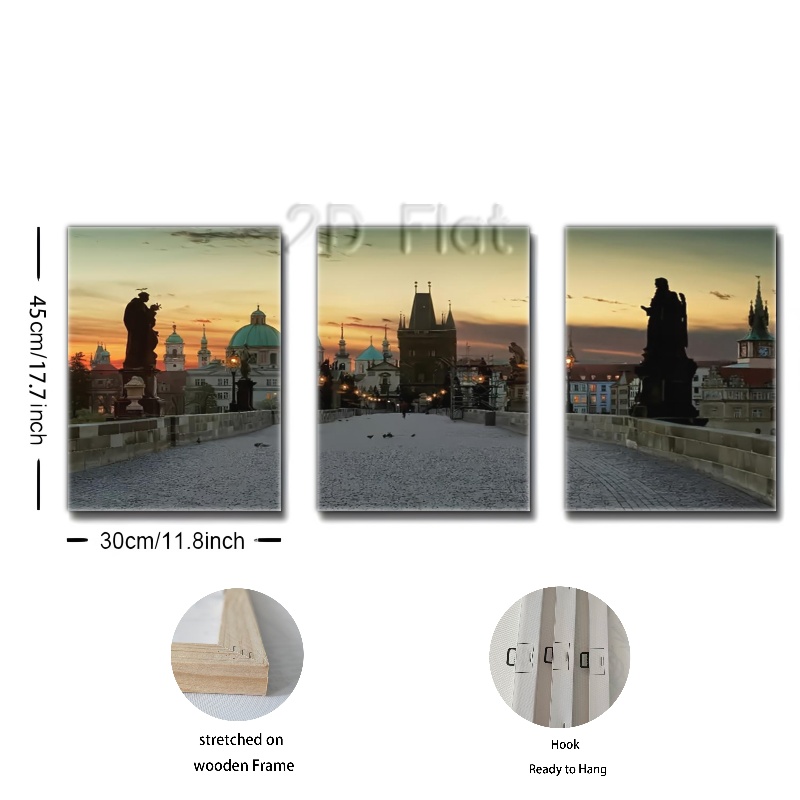 2D Flat
45cm/17.7inch
30cm/11.8inch
stretched on
wooden Frame
Hook
Ready to Hang